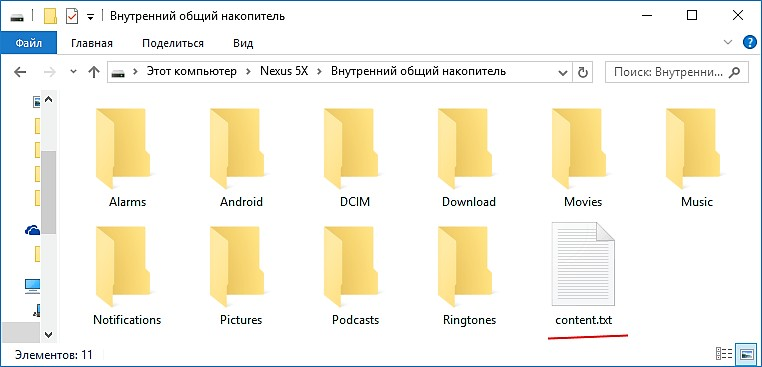 Внутренний общий накопитель
Файл Главная Поделиться Вид
Этот компьютер Nexus 5X Внутренний общий накопитель Поиск: Внутренни...
Alarms Android DCIM Download Movies Music
Notifications Pictures Podcasts Ringtones content.txt
Элементов: 11